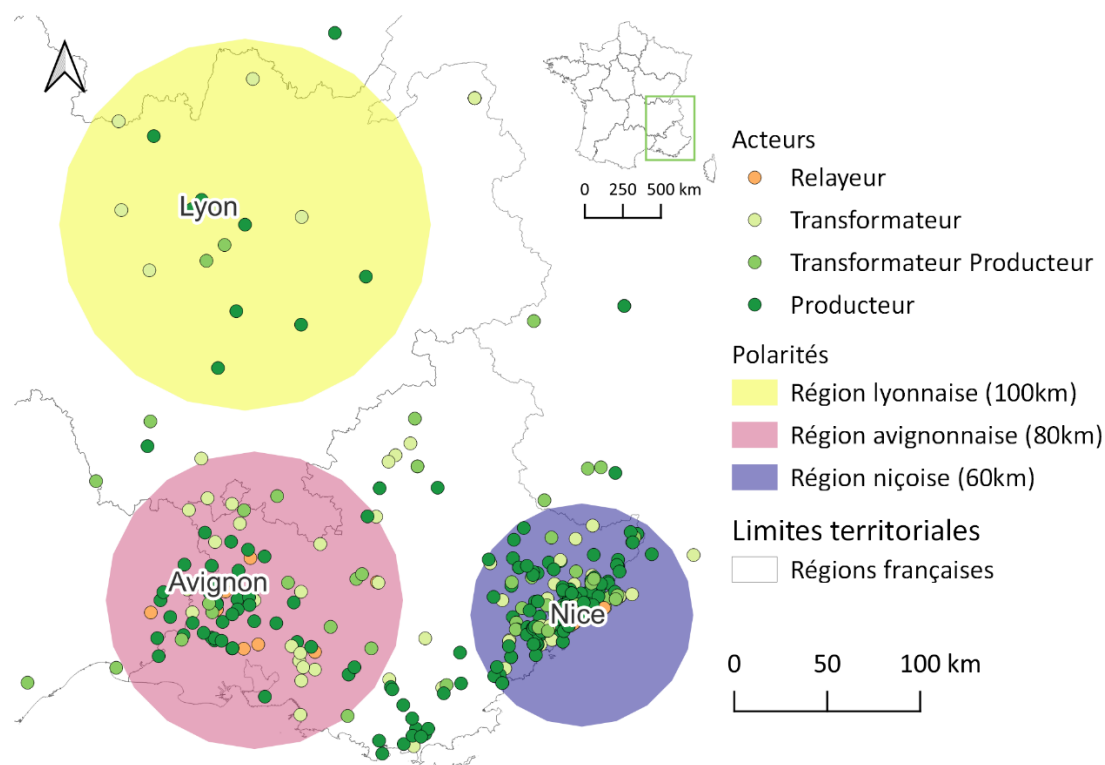 0 250 500 km
Acteurs
Relayeur
Transformateur
Transformateur Producteur
Producteur
Polarités
Région lyonnaise (100km)
Région avignonnaise (80km)
Région niçoise (60km)
Limites territoriales
Régions françaises
0 50 100 km
Lyon
Avignon
Nice